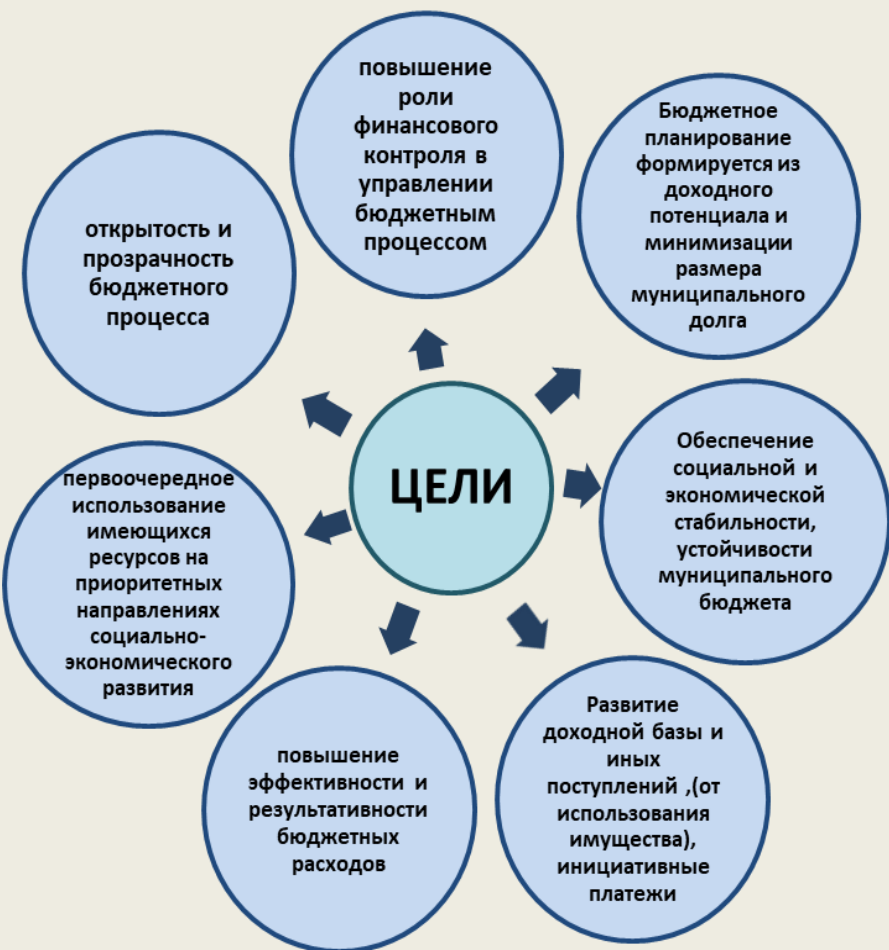 повышение
роли
финансового
контроля в
управлении
бюджетным
процессом
Бюджетное
планирование
формируется из
доходного
потенциала и
минимизации
размера
муниципального
долга
Обеспечение
социальной и
экономической
стабильности,
устойчивости
муниципального
бюджета
Развитие
доходной базы и
иных
поступлений ,(от
использования
имущества),
инициативные
платежи
повышение
эффективности и
результативности
бюджетных
расходов
первоочередное
использование
имеющихся
ресурсов на
приоритетных
направлениях
социально-
экономического
развития
открытость и
прозрачность
бюджетного
процесса
ЦЕЛИ